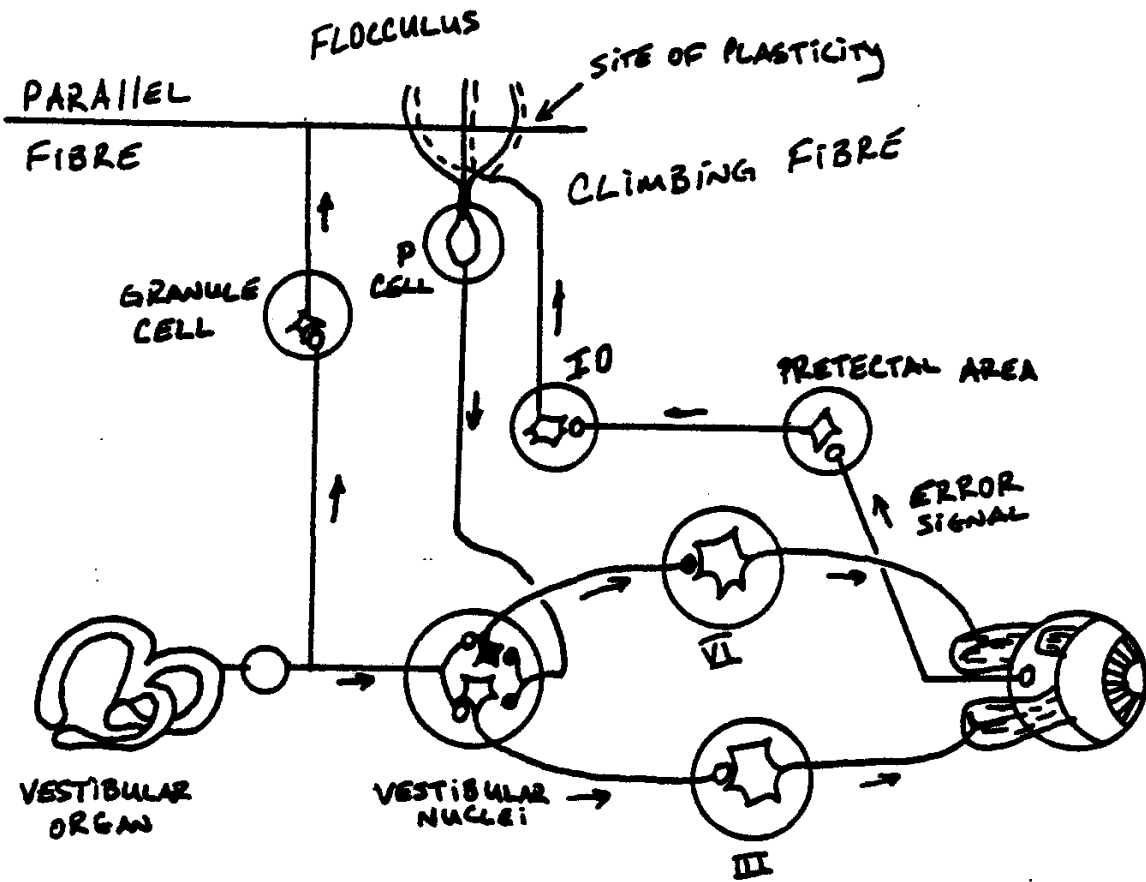 FLOCCULUS
SITE OF PLASTICITY
PARALLEL
FIBRE
CLIMBING FIBRE
P
CELL
GRANULE
CELL
IO
PRETECTAL AREA
ERROR
SIGNAL
VI
VESTIBULAR
ORGAN
VESTIBULAR
NUCLEI
III